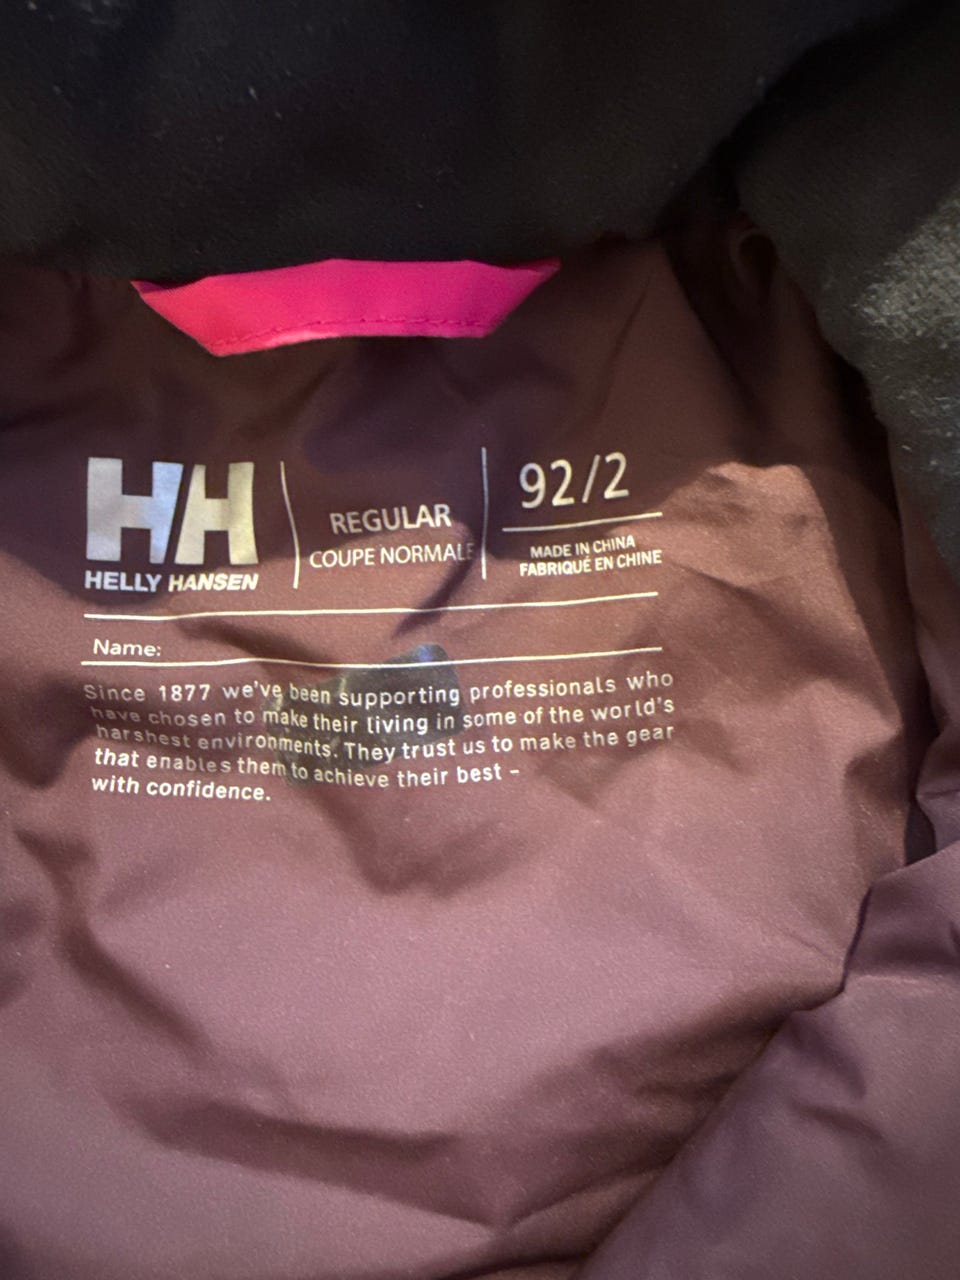 HH
HELLY HANSEN
REGULAR
COUPE NORMALE
92/2
MADE IN CHINA
FABRIQUÉ EN CHINE
Name:
Since 1877 we've been supporting professionals who
have chosen to make their living in some of the world's
harshest environments. They trust us to make the gear
that enables them to achieve their best –
with confidence.